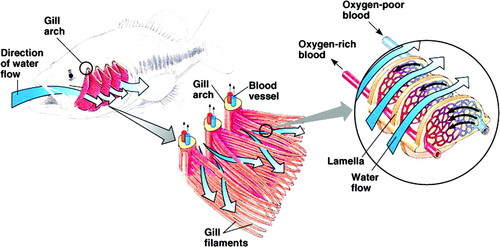 Gill
arch
Direction
of water
flow
Gill
arch
Blood
vessel
Gill
filaments
Oxygen-poor
blood
Oxygen-rich
blood
Lamella
Water
flow